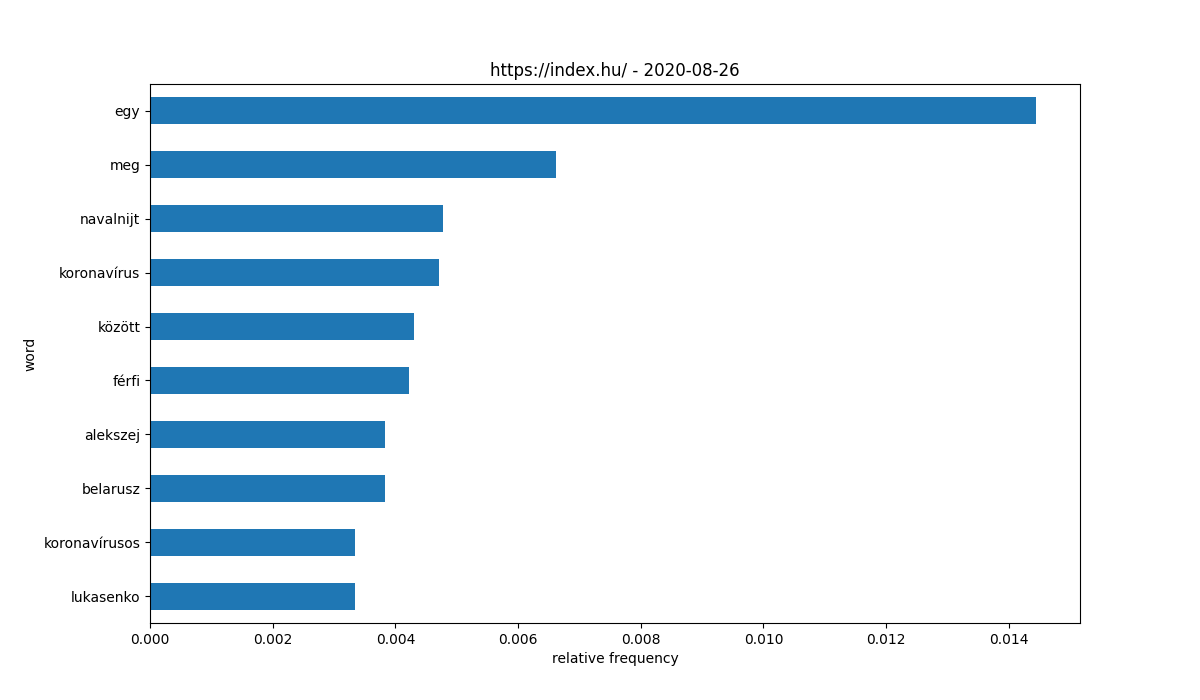 https://index.hu/ - 2020-08-26
egy
meg
navalnijt
koronavírus
között
férfi
alekszej
belarusz
koronavírusos
lukasenko
word
0.000 0.002 0.004 0.006 0.008 0.010 0.012 0.014
relative frequency